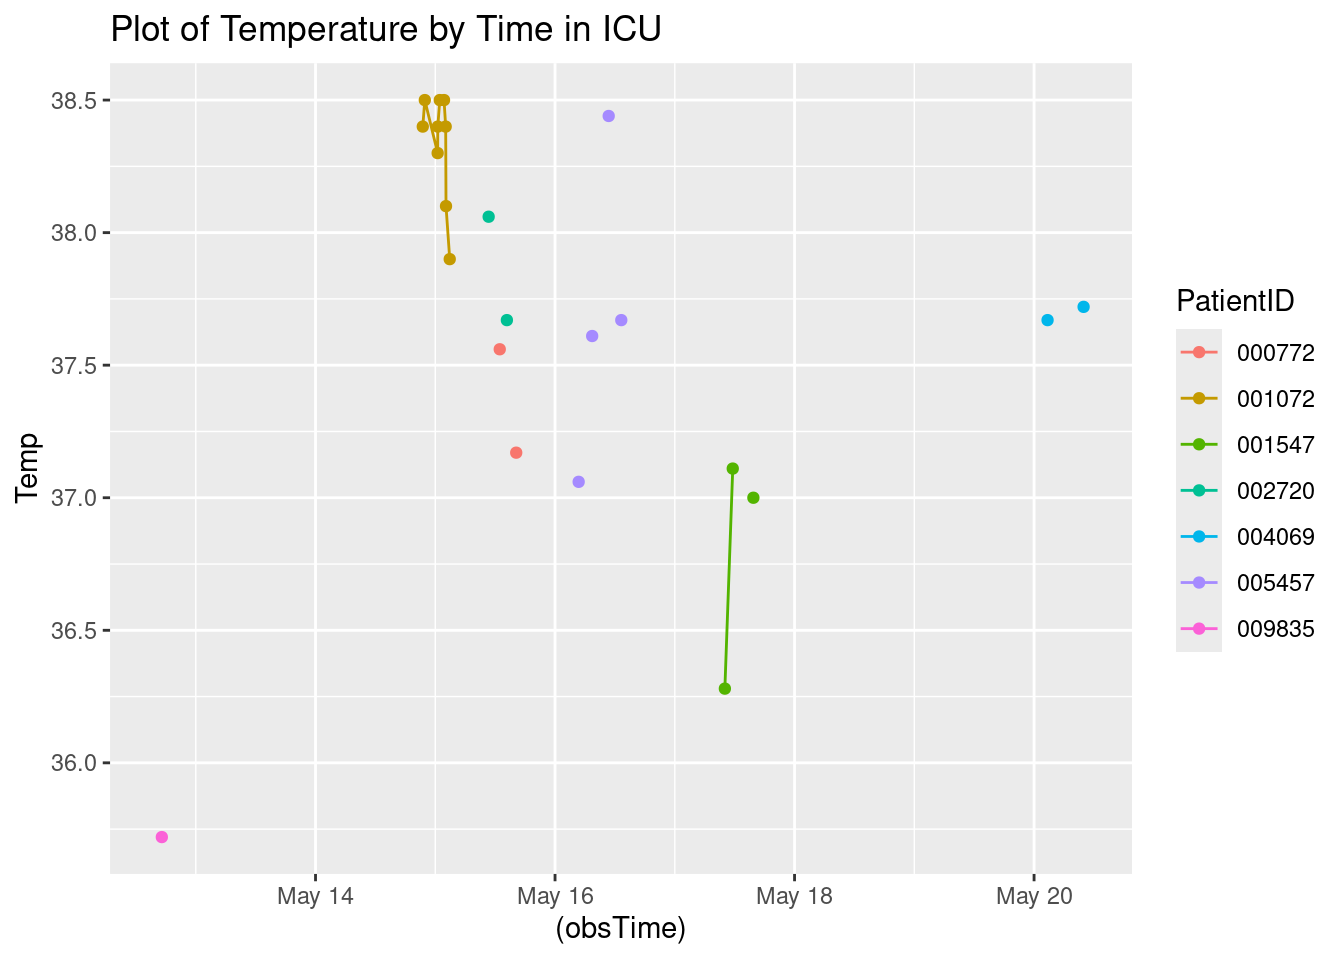 Plot of Temperature by Time in ICU
38.5
38.0
37.5
37.0
36.5
36.0
Temp
May 14
May 16
May 18
May 20
(obsTime)
PatientID
000772
001072
001547
002720
004069
005457
009835